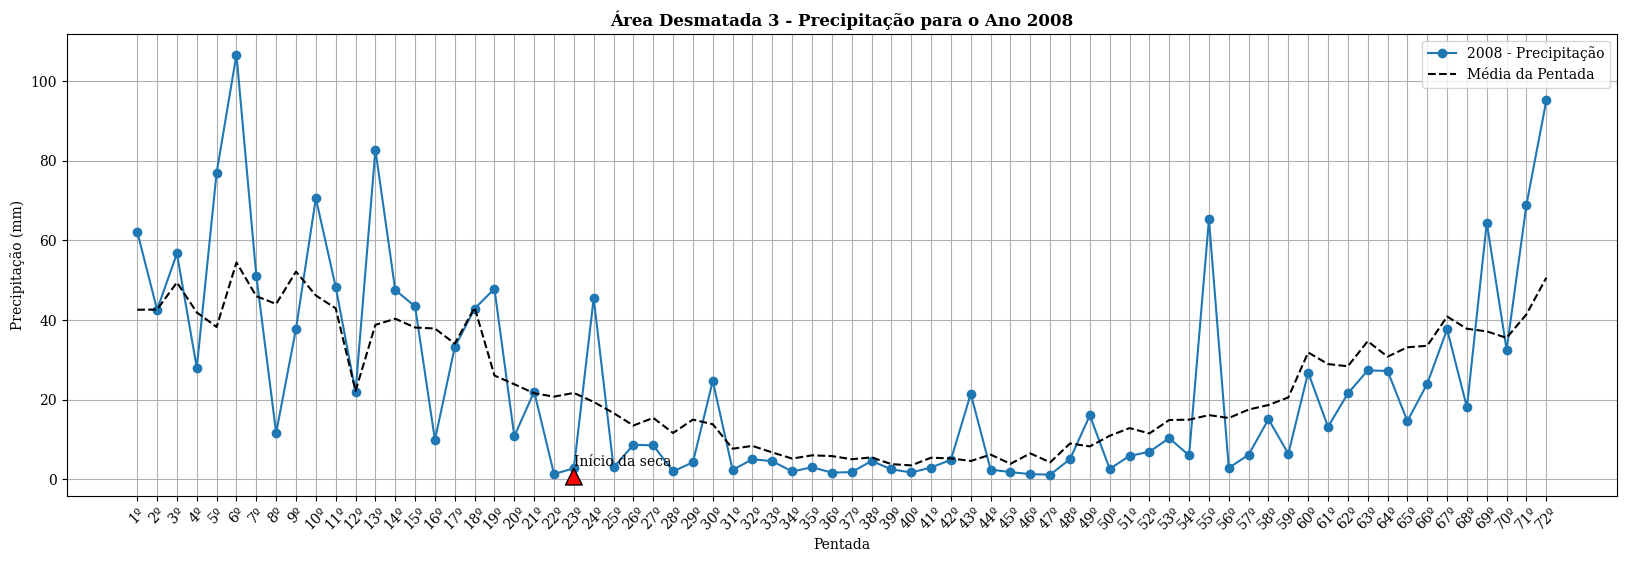 Área Desmatada 3 - Precipitação para o Ano 2008
2008 - Precipitação
Média da Pentada
Precipitação (mm)
100
80
60
40
20
0
Início da seca
1º 2º 3º 4º 5º 6º 7º 8º 9º 10º 11º 12º 13º 14º 15º 16º 17º 18º 19º 20º 21º 22º 23º 24º 25º 26º 27º 28º 29º 30º 31º 32º 33º 34º 35º 36º 37º 38º 39º 40º 41º 42º 43º 44º 45º 46º 47º 48º 49º 50º 51º 52º 53º 54º 55º 56º 57º 58º 59º 60º 61º 62º 63º 64º 65º 66º 67º 68º 69º 70º 71º 72º
Pentada